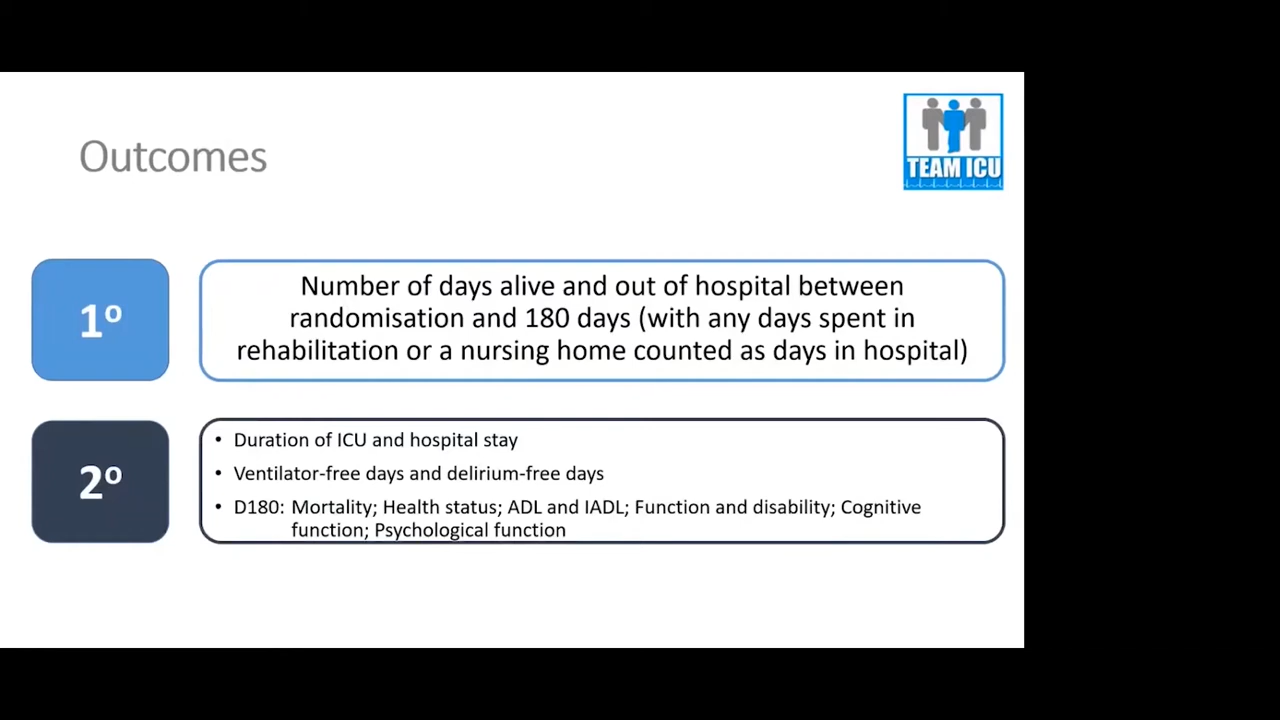 Outcomes
TEAM ICU
1º
Number of days alive and out of hospital between
randomisation and 180 days (with any days spent in
rehabilitation or a nursing home counted as days in hospital)
2º
• Duration of ICU and hospital stay
• Ventilator-free days and delirium-free days
• D180: Mortality; Health status; ADL and IADL; Function and disability; Cognitive
function; Psychological function